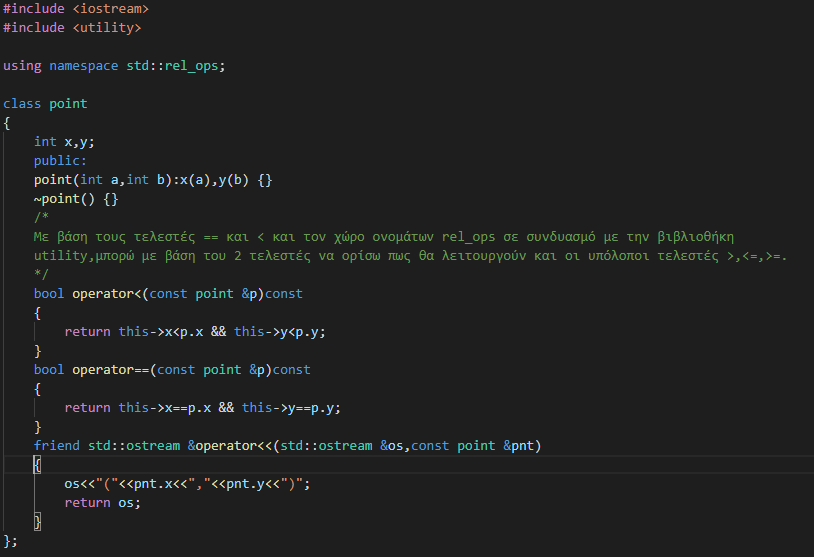 #include <iostream>
#include <utility>
using namespace std::rel_ops;
class point
{
int x,y;
public:
point(int a,int b):x(a),y(b) {}
~point() {}
/*
Με βάση τους τελεστές == και < και τον χώρο ονομάτων rel_ops σε συνδυασμό με την βιβλιοθήκη
utility,μπορώ με βάση του 2 τελεστές να ορίσω πως θα λειτουργούν και οι υπόλοποι τελεστές >,<=,>=.
*/
bool operator<(const point &p)const
{
return this->x<p.x && this->y<p.y;
}
bool operator==(const point &p)const
{
return this->x==p.x && this->y==p.y;
}
friend std::ostream &operator<<(std::ostream &os,const point &pnt)
{
os<<"("<<pnt.x<<","<<pnt.y<<")";
return os;
}
};